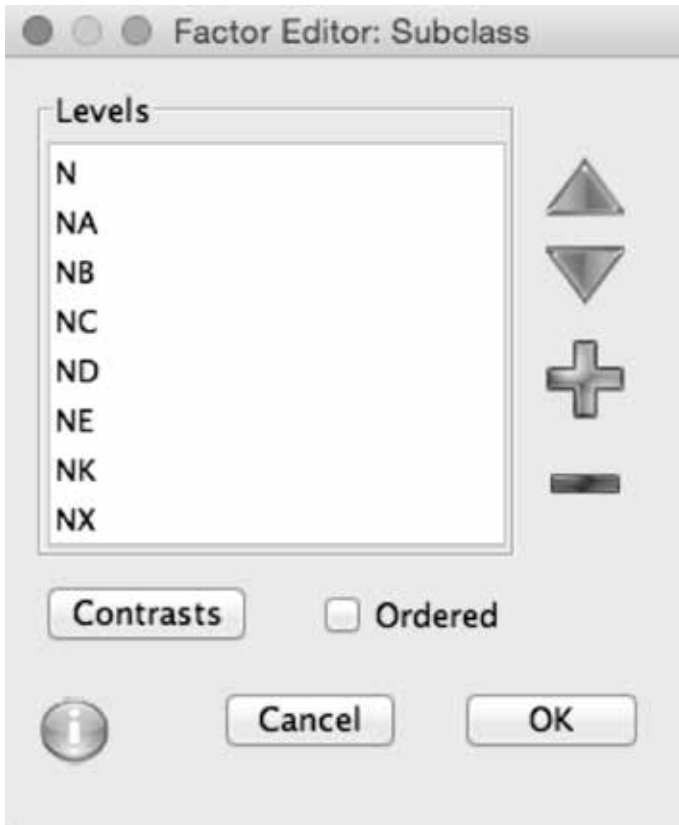 Factor Editor: Subclass
Levels
N
NA
NB
NC
ND
NE
NK
NX
Contrasts
Ordered
Cancel
OK